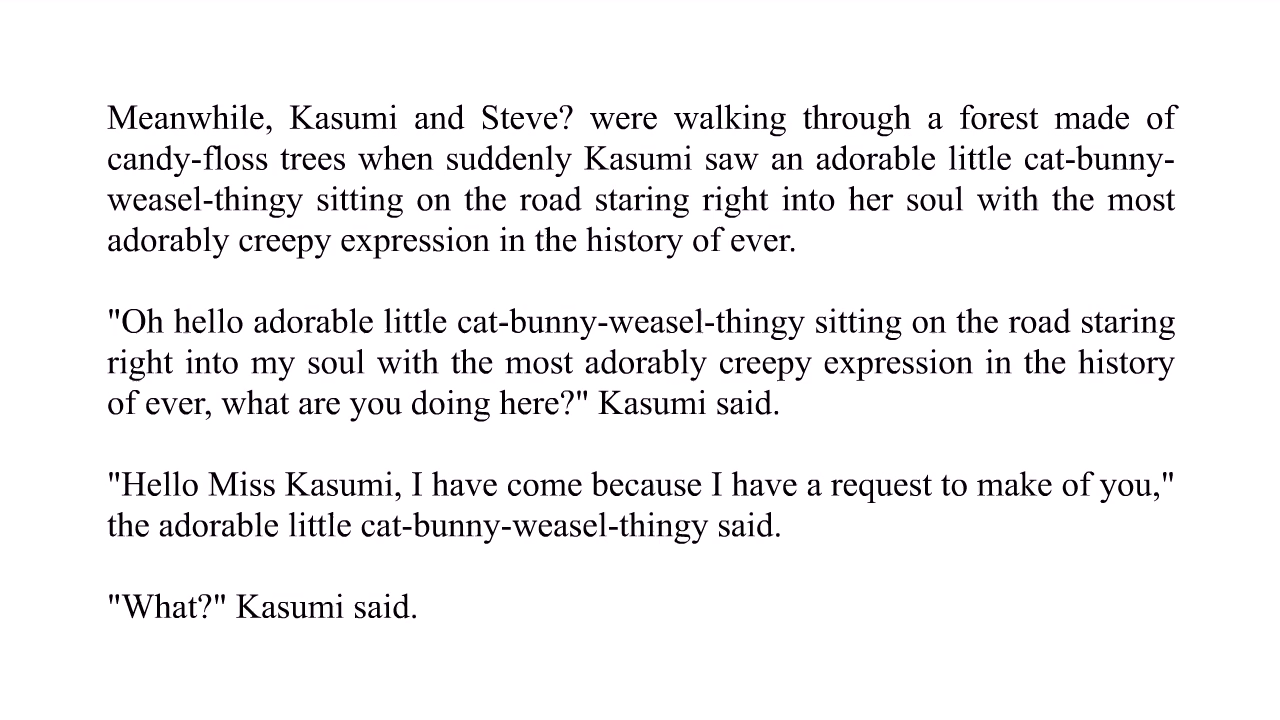 Meanwhile, Kasumi and Steve? were walking through a forest made of
candy-floss trees when suddenly Kasumi saw an adorable little cat-bunny-
weasel-thingy sitting on the road staring right into her soul with the most
adorably creepy expression in the history of ever.
"Oh hello adorable little cat-bunny-weasel-thingy sitting on the road staring
right into my soul with the most adorably creepy expression in the history
of ever, what are you doing here?" Kasumi said.
"Hello Miss Kasumi, I have come because I have a request to make of you,"
the adorable little cat-bunny-weasel-thingy said.
"What?" Kasumi said.